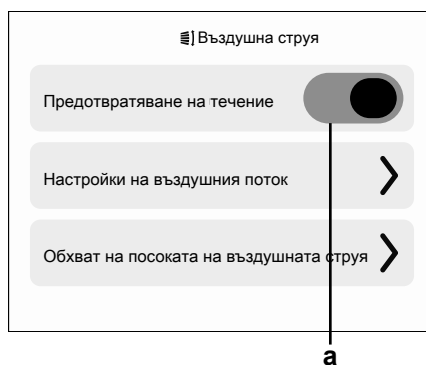 Въздушна струя
Предотвратяване на течение
Настройки на въздушния поток
Обхват на посоката на въздушната струя
a